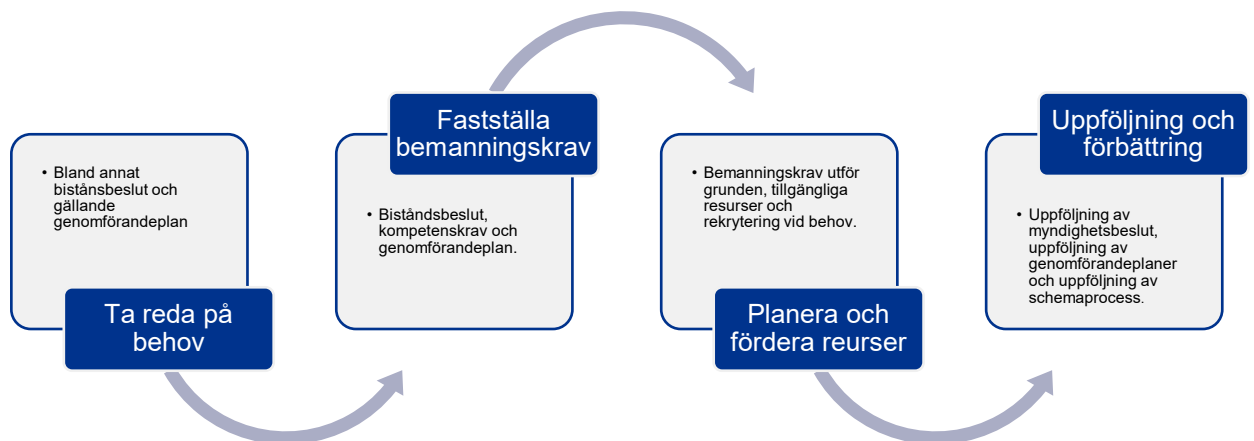 • Bland annat
bistånsbeslut och
gällande
genomförandeplan
Ta reda på
behov
Fastställa
bemanningskrav
• Biståndsbeslut,
kompetenskrav och
genomförandeplan.
• Bemanningskrav utför
grunden, tillgängliga
resurser och
rekrytering vid behov.
Planera och
fördera reurser
Uppföljning och
förbättring
• Uppföljning av
myndighetsbeslut,
uppföljning av
genomförandeplaner
och uppföljning av
schemaprocess.